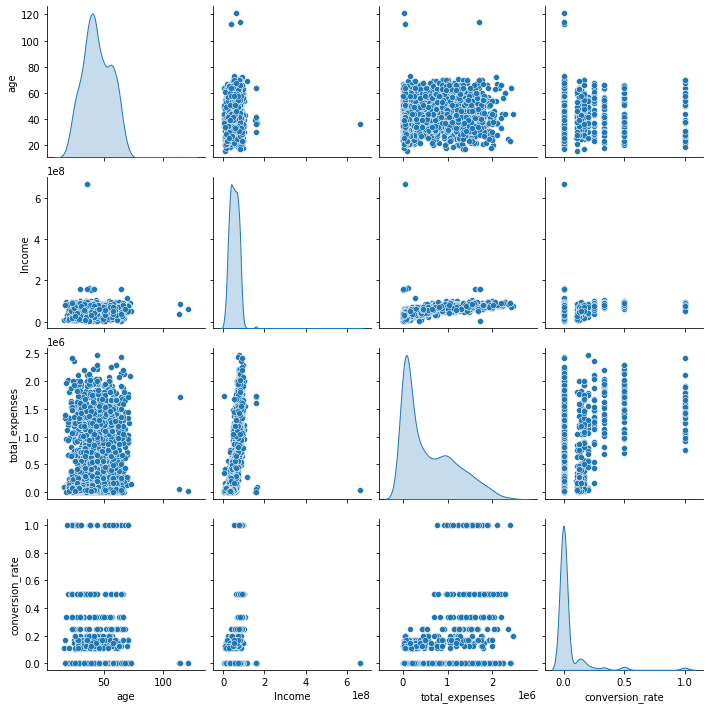 120
100
80
60
40
20
age
1e8
6
4
2
0
Income
1e6
2.5
2.0
1.5
1.0
0.5
0.0
total_expenses
1.0
0.8
0.6
0.4
0.2
0.0
conversion_rate
50 100
age
0 2 4 6
1e8
Income
0 1 2
1e6
total_expenses
0.0 0.5 1.0
conversion_rate